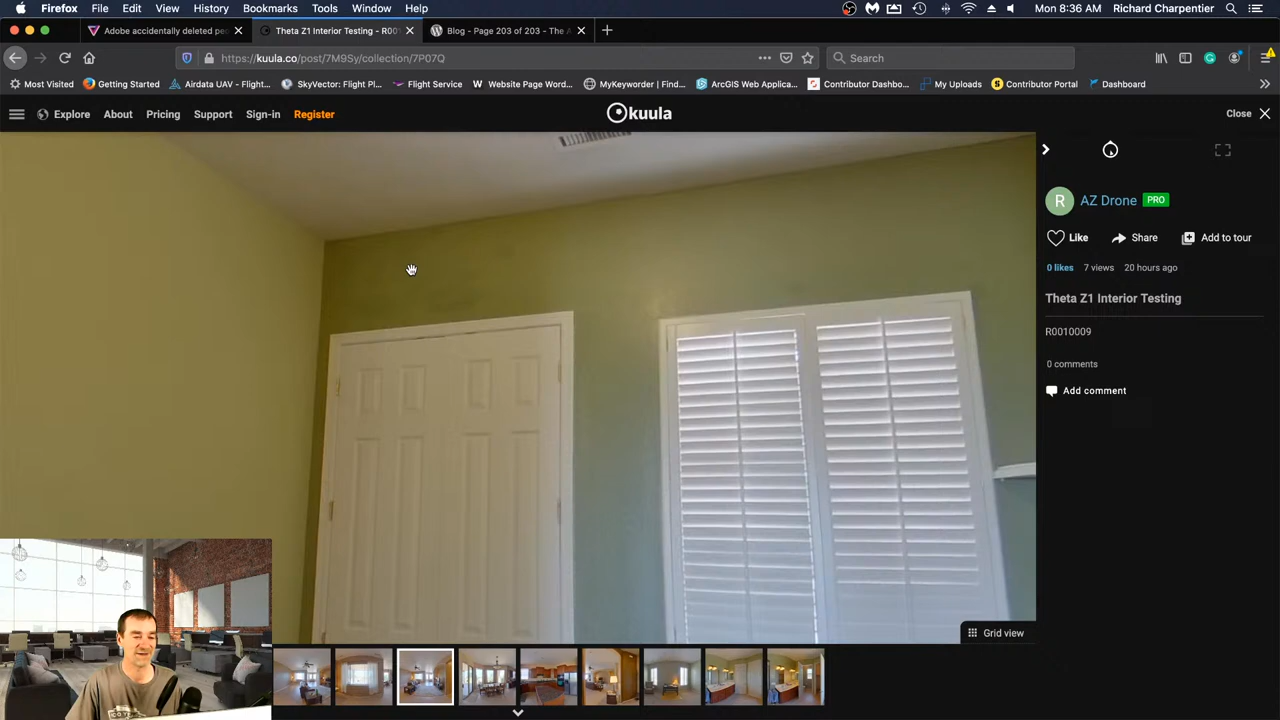 Firefox File Edit View History Bookmarks Tools Window Help Mon 8:36 AM Richard Charpentier
Adobe accidentally deleted pe
Theta Z1 Interior Testing - R001
Blog - Page 203 of 203 - The A
https://kuula.co/post/7M9Sy/collection/7P07Q
Search
Most Visited Getting Started Airdata UAV - Flight... SkyVector: Flight Pl... Flight Service Website Page Word... MyKeyworder | Find... ArcGIS Web Applica... Contributor Dashbo... My Uploads Contributor Portal Dashboard
Explore About Pricing Support Sign-in Register
kuula
Close
R AZ Drone PRO
Like Share Add to tour
0 likes 7 views 20 hours ago
Theta Z1 Interior Testing
R0010009
0 comments
Add comment
Grid view